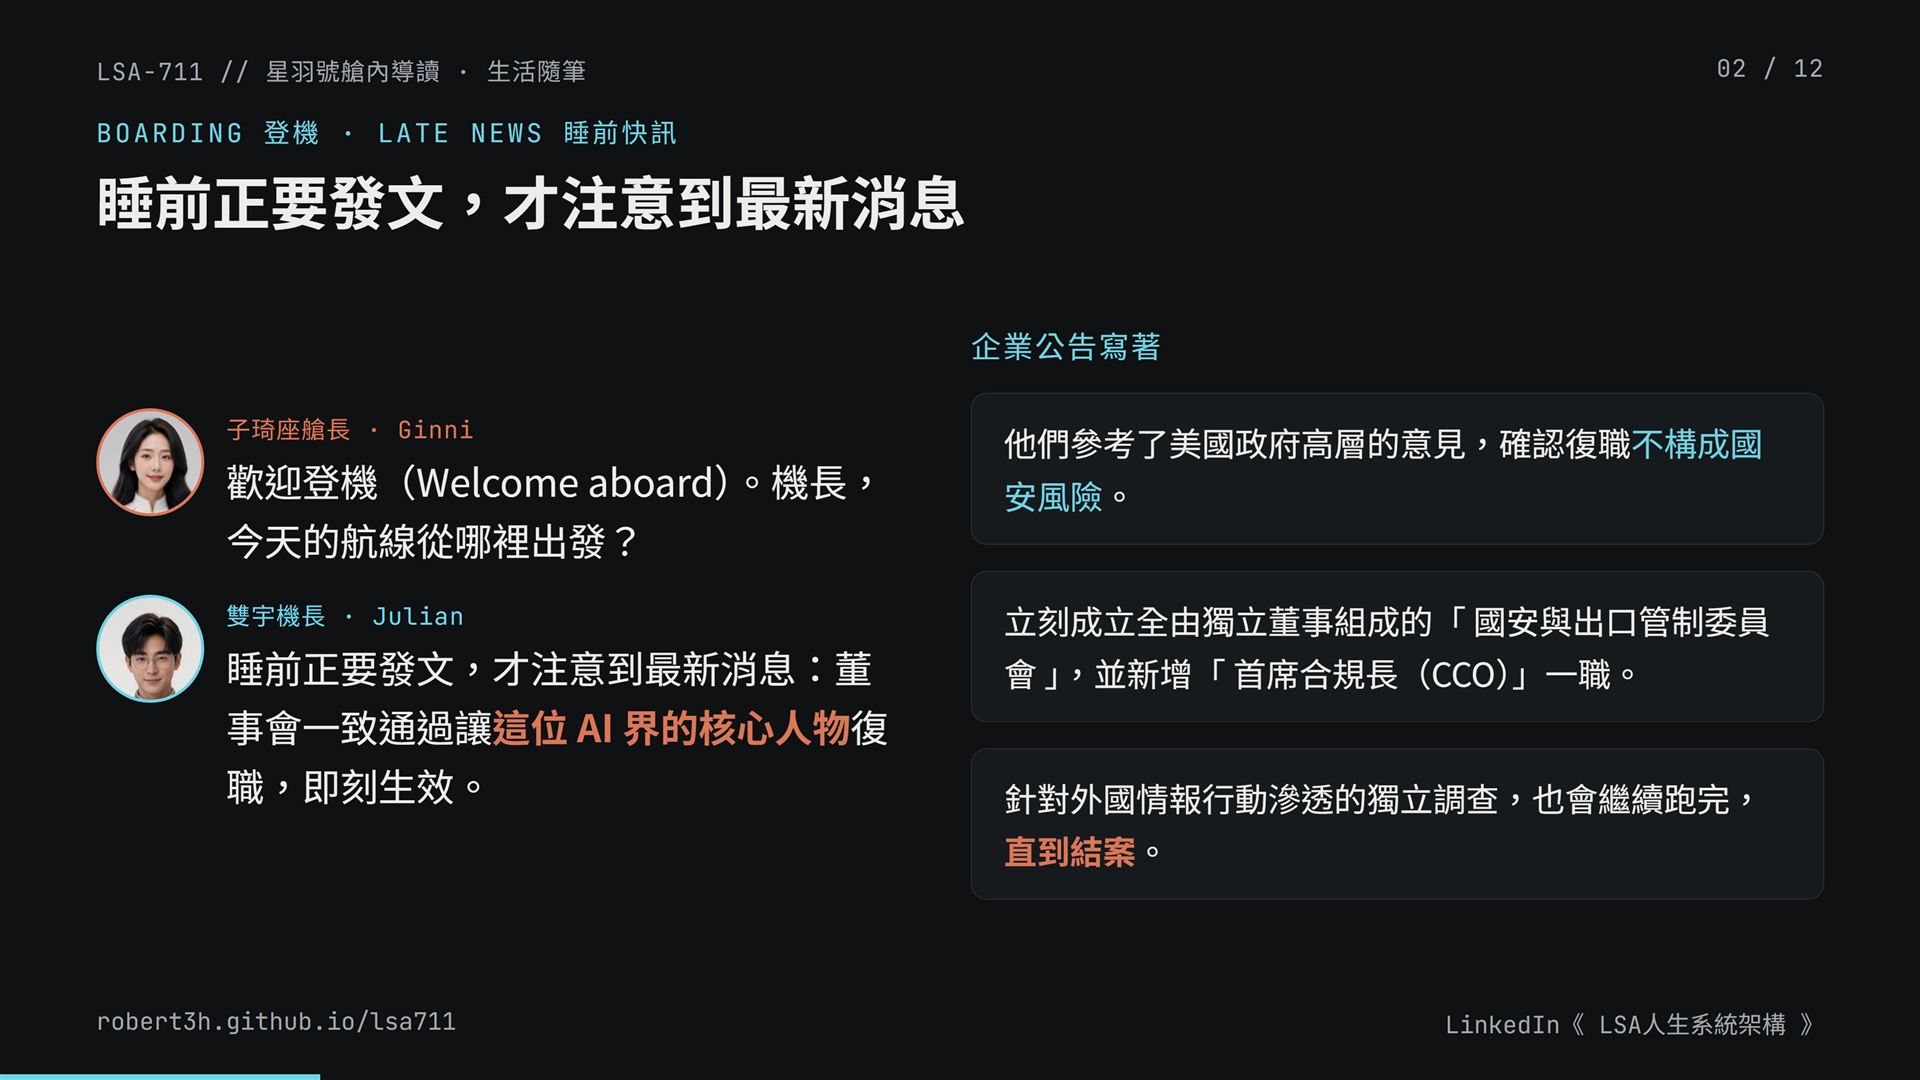 LSA-711 // 星羽號艙內導讀 · 生活隨筆
02 / 12
BOARDING 登機 · LATE NEWS 睡前快訊
睡前正要發文，才注意到最新消息
子琦座艙長 · Ginni
歡迎登機（Welcome aboard）。機長，
今天的航線從哪裡出發？
雙宇機長 · Julian
睡前正要發文，才注意到最新消息：董
事會一致通過讓這位 AI 界的核心人物復
職，即刻生效。
企業公告寫著
他們參考了美國政府高層的意見，確認復職不構成國
安風險。
立刻成立全由獨立董事組成的「國安與出口管制委員
會」，並新增「首席合規長（CCO）」一職。
針對外國情報行動滲透的獨立調查，也會繼續跑完，
直到結案。
robert3h.github.io/lsa711
LinkedIn《 LSA人生系統架構 》